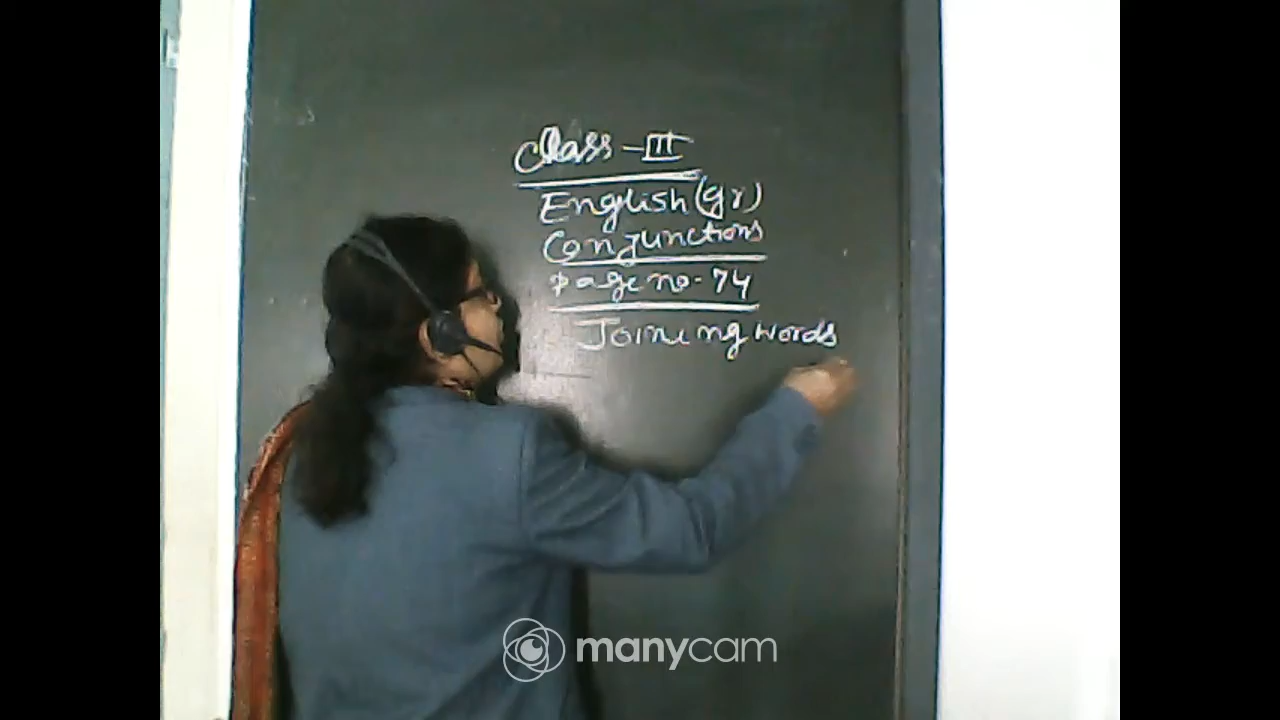 Class - III
English (gr)
Conjunctions
page no. 74
Joining words
manycam